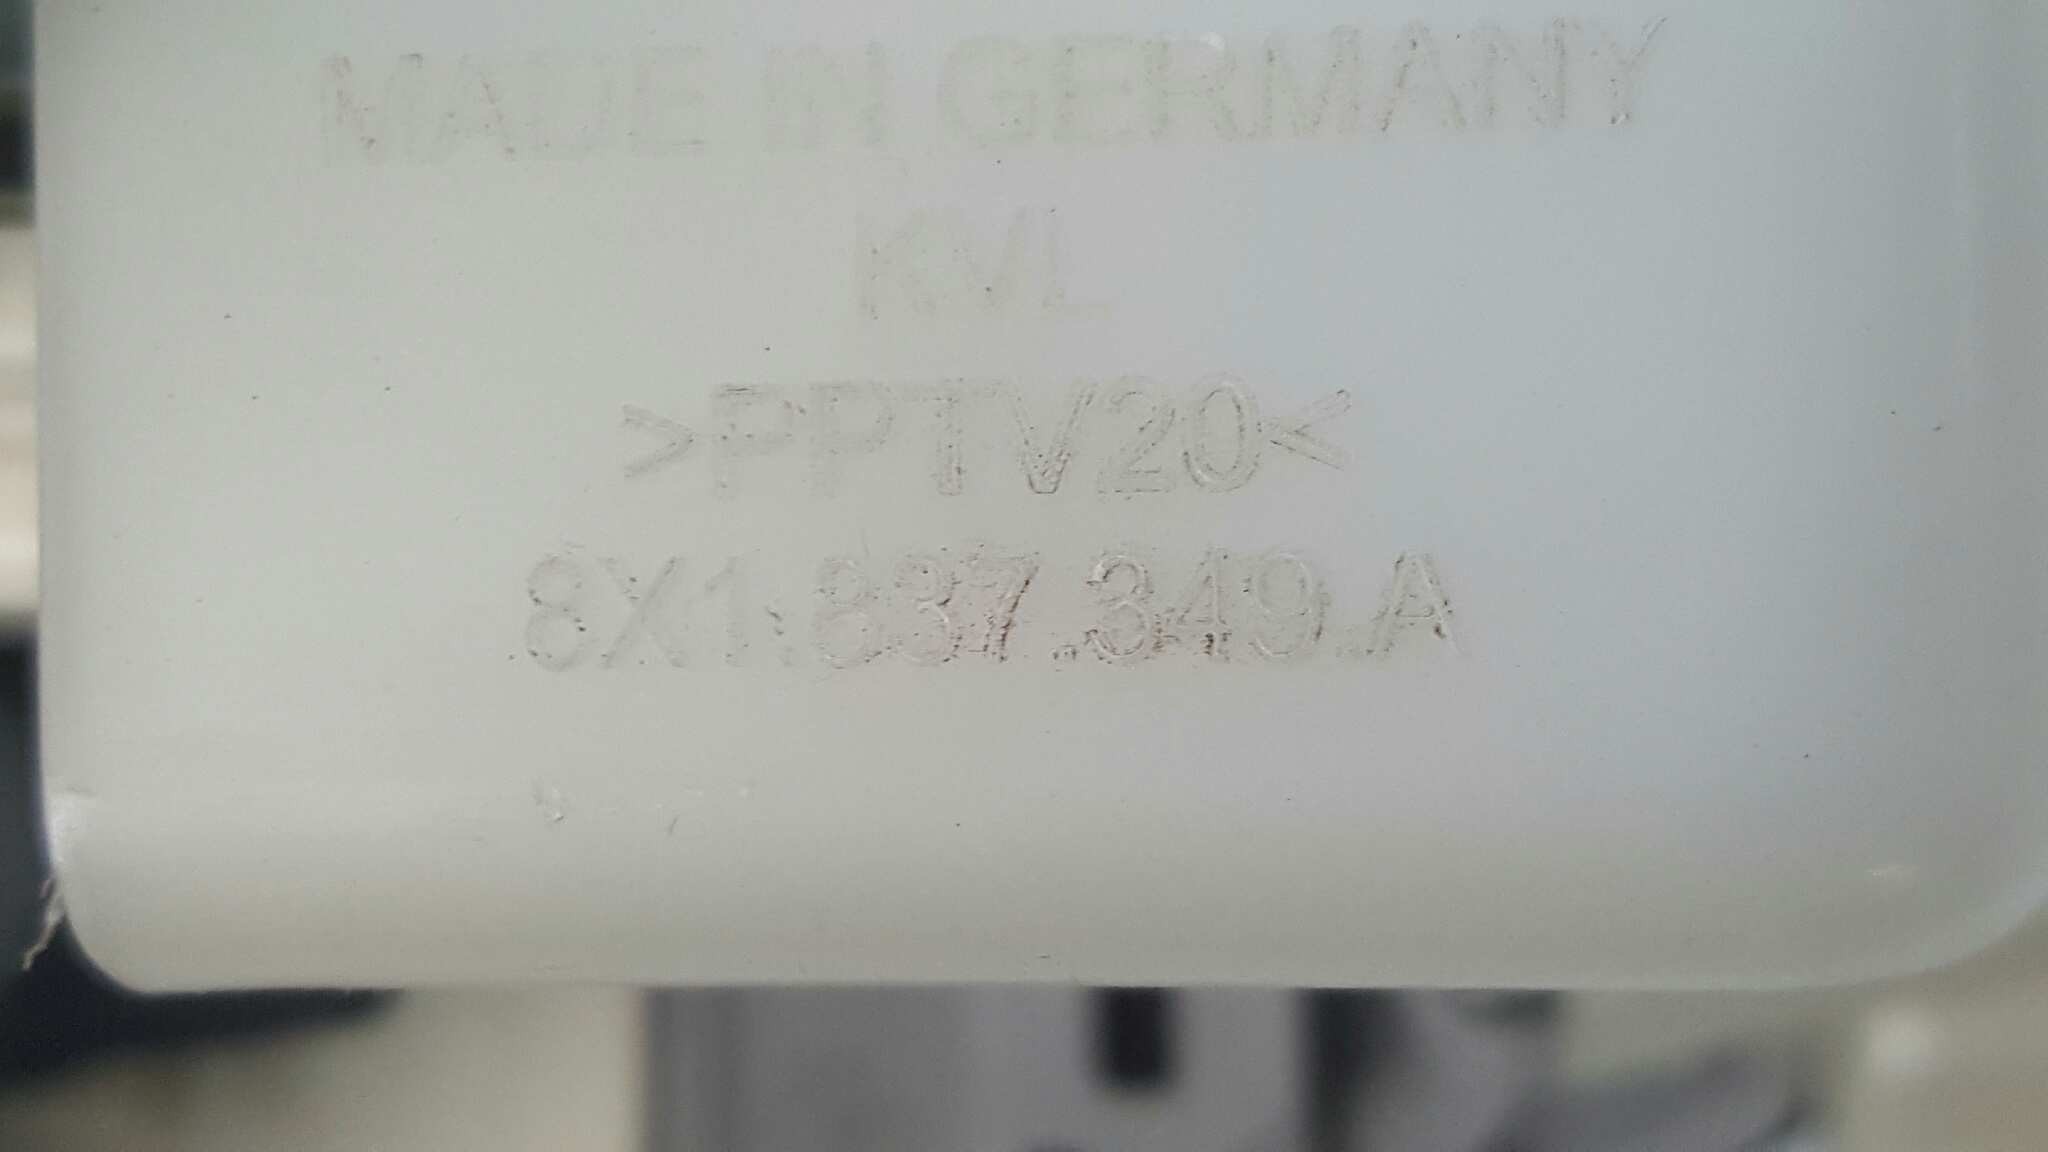 MADE IN GERMANY
KVL
>PPTV20<
8X1.837.349.A